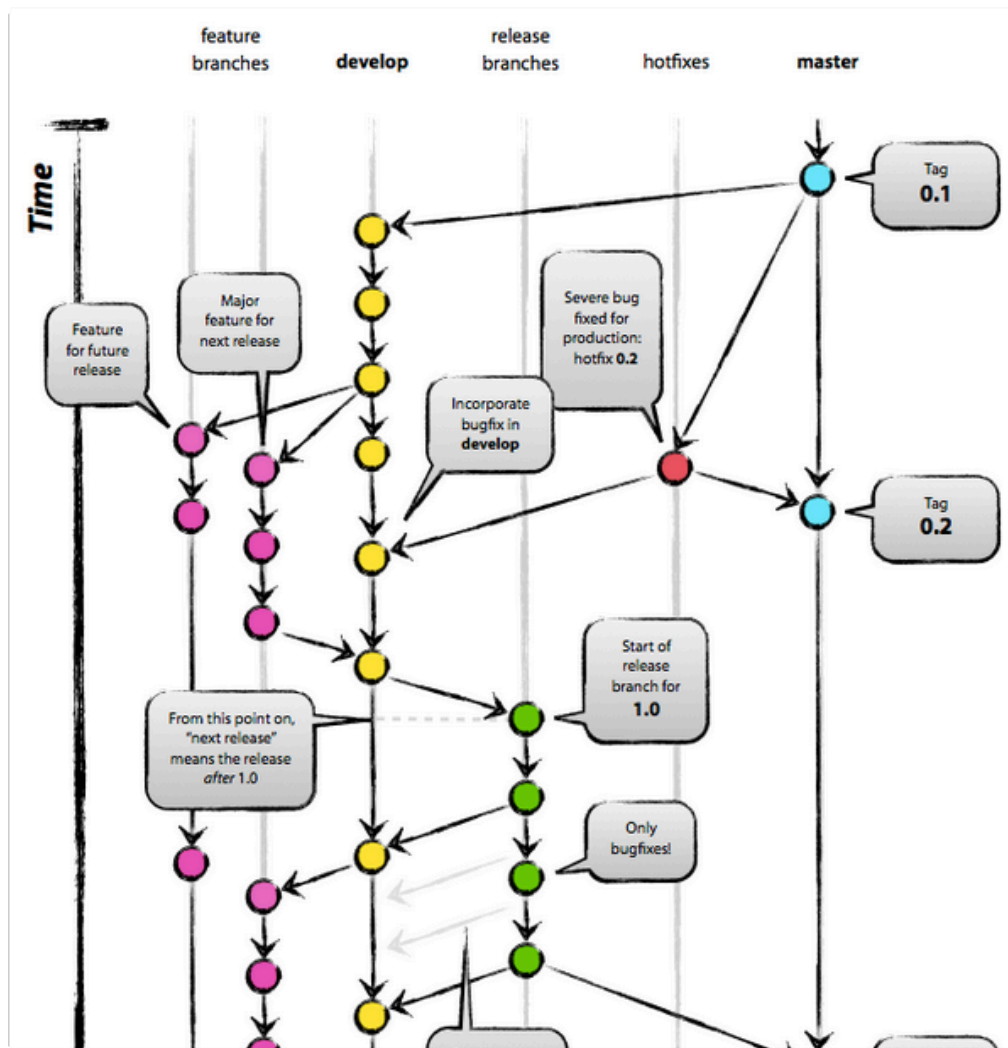 feature
branches
develop
release
branches
hotfixes
master
Time
Tag
0.1
Severe bug
fixed for
production:
hotfix 0.2
Major
feature for
next release
Feature
for future
release
Incorporate
bugfix in
develop
Tag
0.2
Start of
release
branch for
1.0
From this point on,
“next release”
means the release
after 1.0
Only
bugfixes!